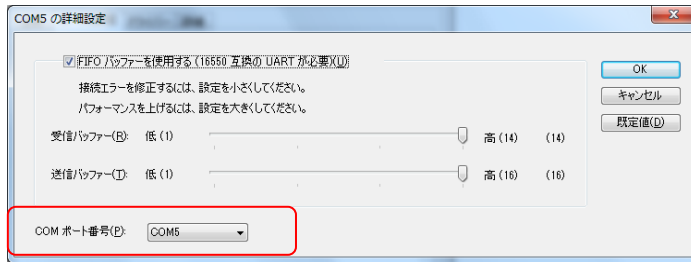 COM5 の詳細設定
FIFO バッファーを使用する (16550 互換の UART が必要)(U)
接続エラーを修正するには、設定を小さくしてください。
パフォーマンスを上げるには、設定を大きくしてください。
受信バッファー(R): 低 (1) 高 (14) (14)
送信バッファー(T): 低 (1) 高 (16) (16)
COM ポート番号(P): COM5
OK
キャンセル
既定値(D)